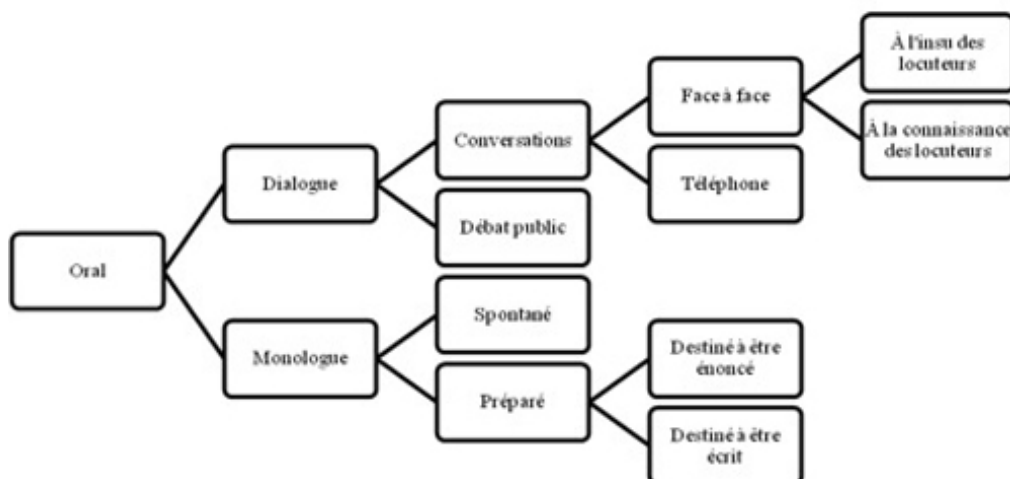 À l'insu des
locuteurs
Face à face
À la connaissance
des locuteurs
Conversations
Téléphone
Dialogue
Débat public
Oral
Spontané
Monologue
Destiné à être
énoncé
Préparé
Destiné à être
écrit